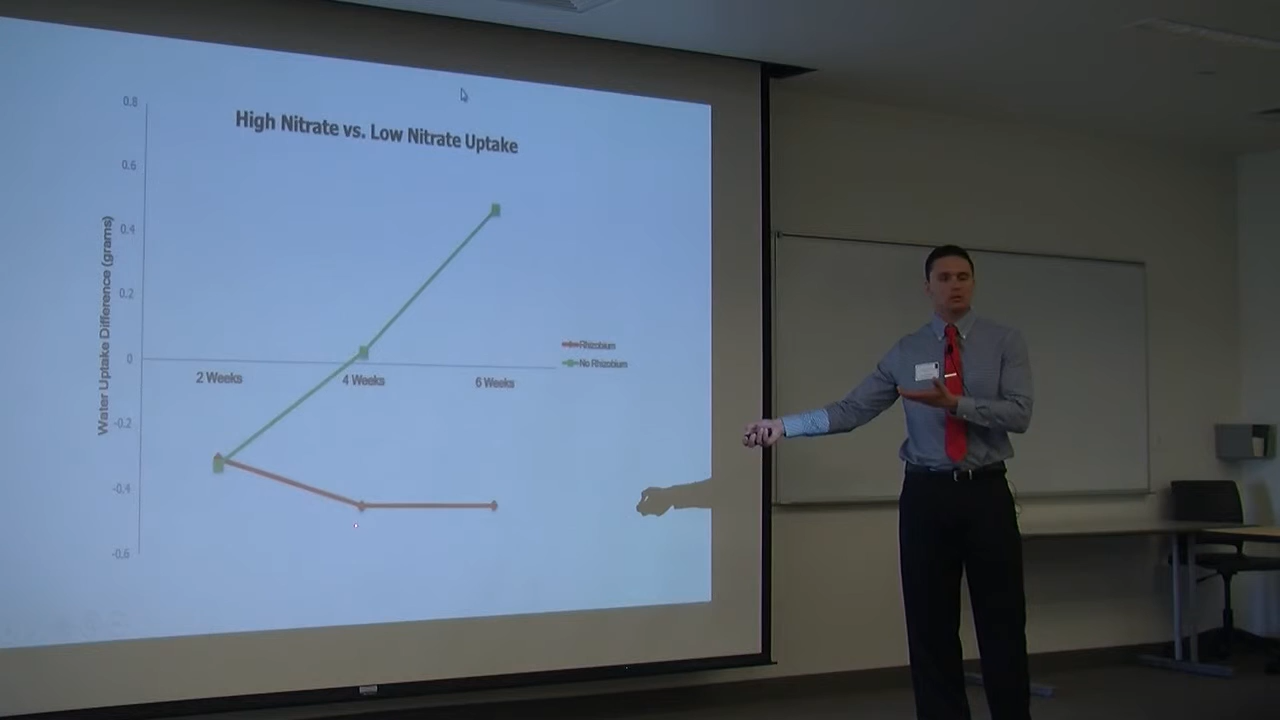 High Nitrate vs. Low Nitrate Uptake
0.8
0.6
0.4
0.2
0
-0.2
-0.4
-0.6
Water Uptake Difference (grams)
2 Weeks
4 Weeks
6 Weeks
Rhizobium
No Rhizobium